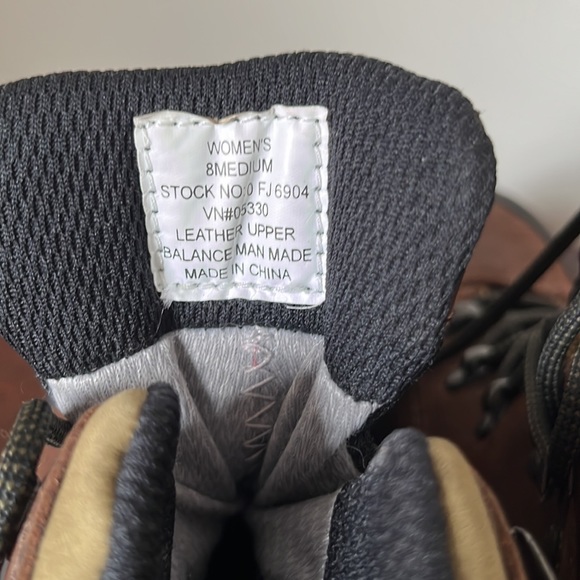 WOMEN'S
8MEDIUM
STOCK NO:0 FJ6904
VN#05330
LEATHER UPPER
BALANCE MAN MADE
MADE IN CHINA